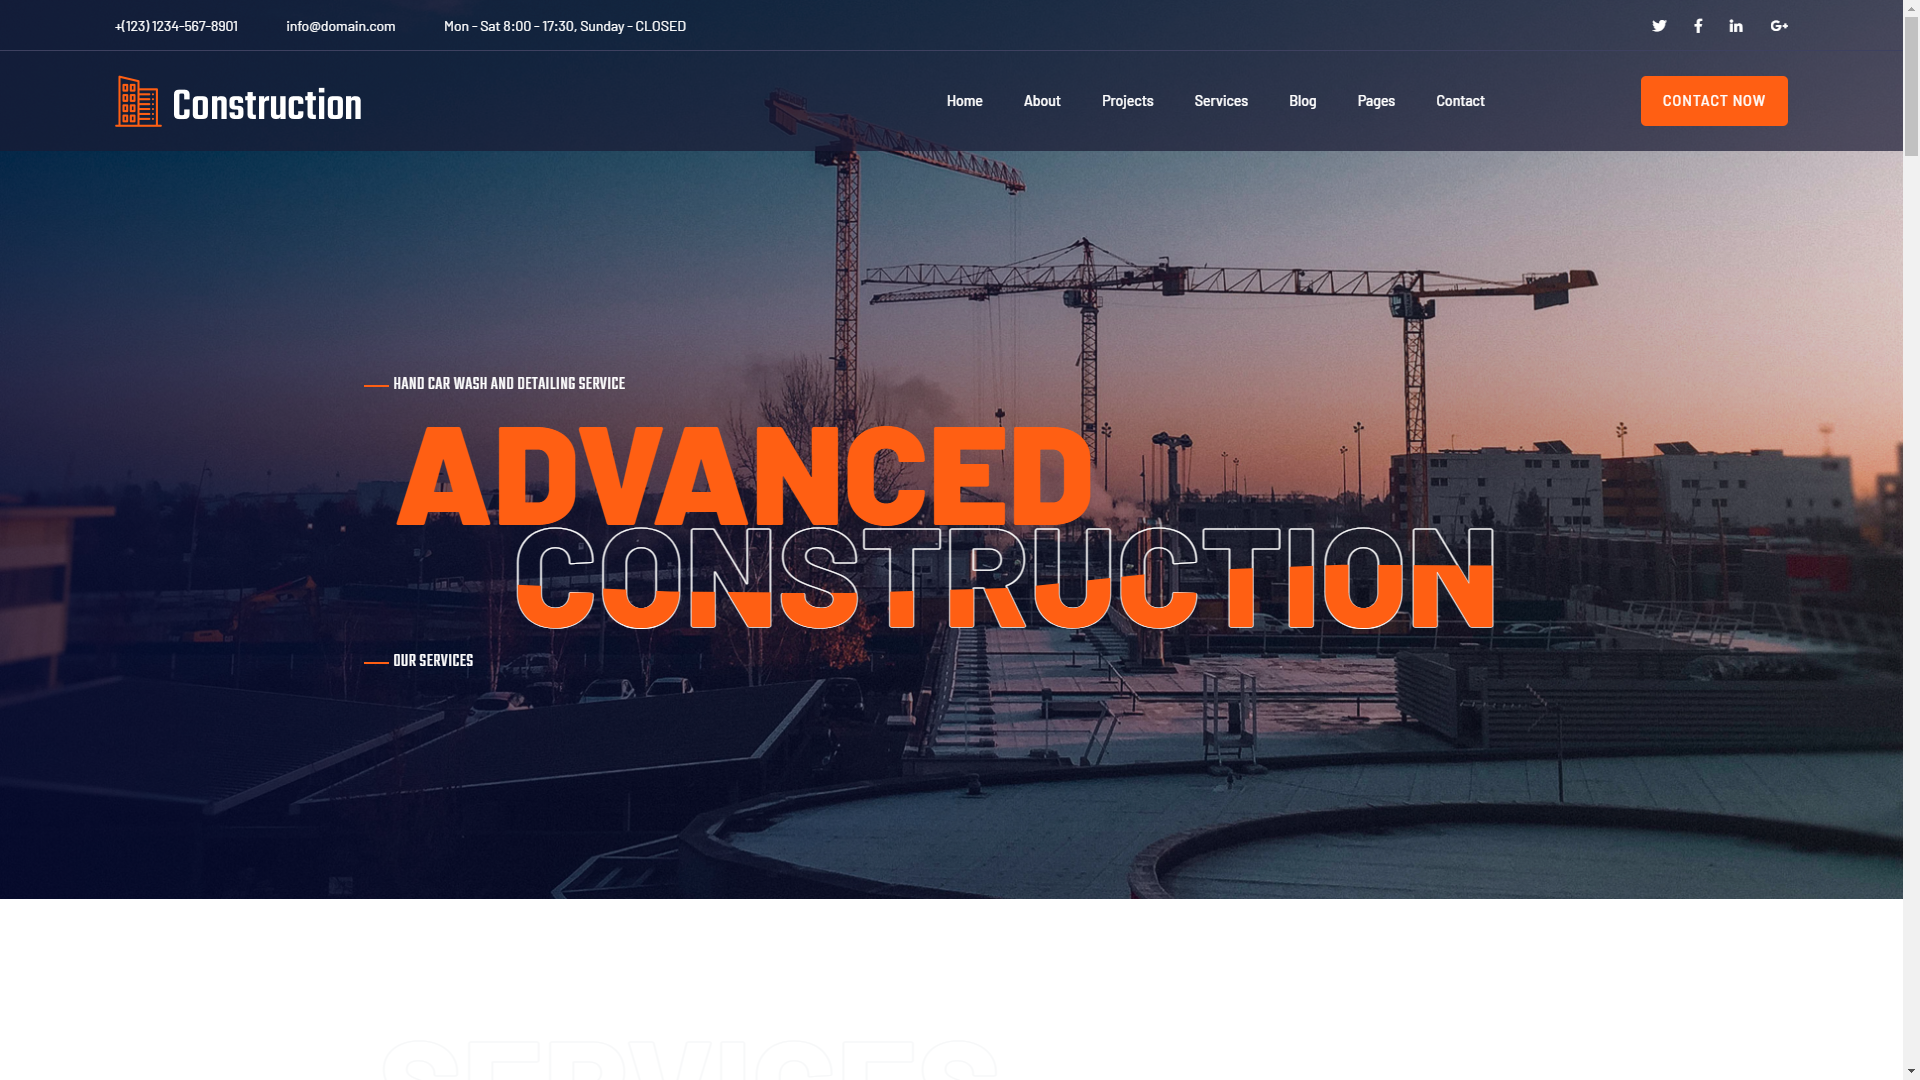 +(123) 1234-567-8901 info@domain.com Mon - Sat 8:00 - 17:30, Sunday - CLOSED
Construction
Home About Projects Services Blog Pages Contact
CONTACT NOW
HAND CAR WASH AND DETAILING SERVICE
ADVANCED
CONSTRUCTION
OUR SERVICES
SERVICES